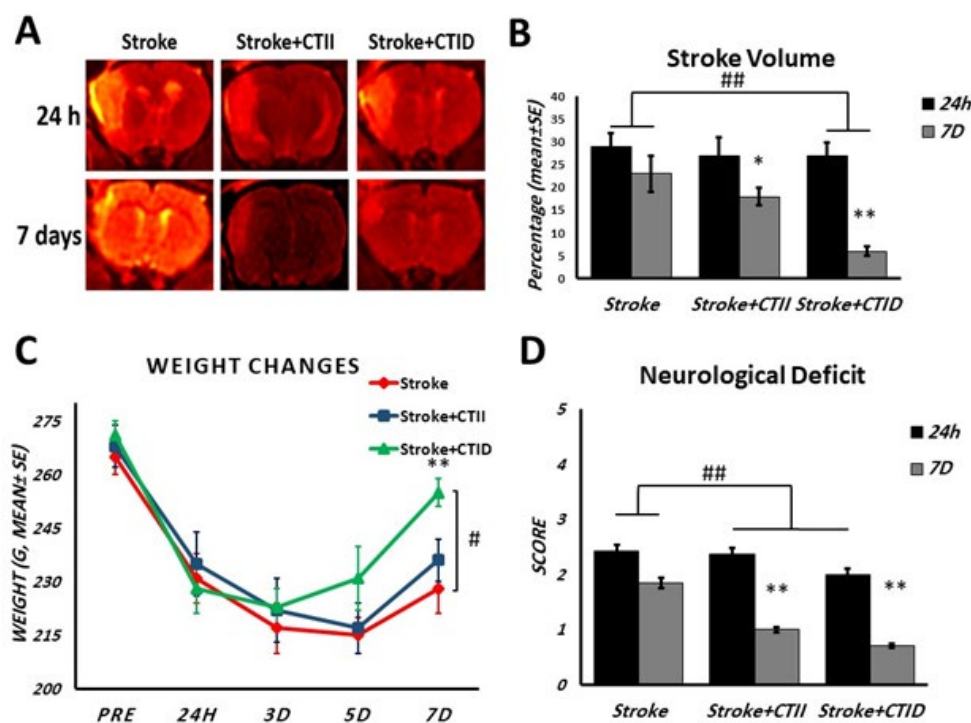 A
Stroke
Stroke+CTII
Stroke+CTID
24 h
7 days
B
Stroke Volume
##
24h
7D
*
**
Percentage (mean±SE)
40
35
30
25
20
15
10
5
0
Stroke
Stroke+CTII
Stroke+CTID
C
WEIGHT CHANGES
Stroke
Stroke+CTII
Stroke+CTID
**
#
WEIGHT (G, MEAN± SE)
275
260
245
230
215
200
PRE
24H
3D
5D
7D
D
Neurological Deficit
24h
7D
##
**
**
SCORE
5
4
3
2
1
0
Stroke
Stroke+CTII
Stroke+CTID